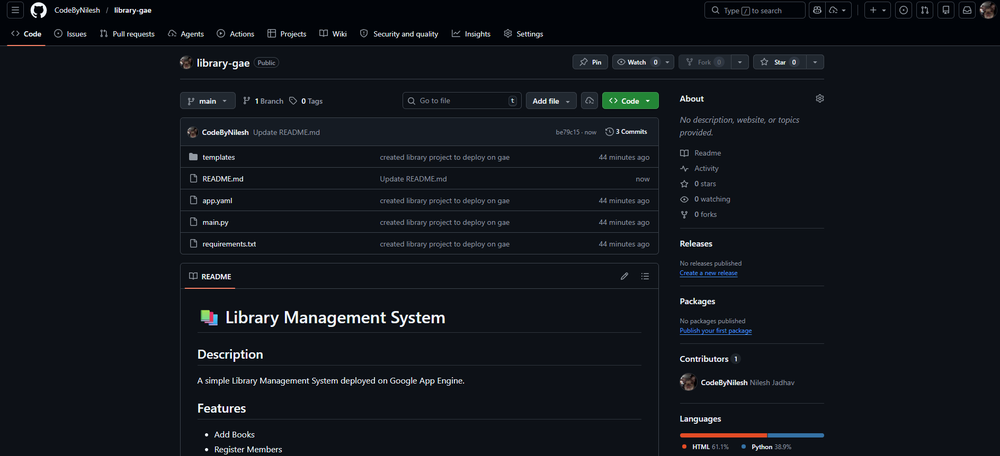 CodeByNilesh / library-gae
Type / to search
Code Issues Pull requests Agents Actions Projects Wiki Security and quality Insights Settings
library-gae Public
Pin Watch 0 Fork 0 Star 0
main 1 Branch 0 Tags Go to file t Add file Code
CodeByNilesh Update README.md be79c15 · now 3 Commits
templates created library project to deploy on gae 44 minutes ago
README.md Update README.md now
app.yaml created library project to deploy on gae 44 minutes ago
main.py created library project to deploy on gae 44 minutes ago
requirements.txt created library project to deploy on gae 44 minutes ago
README
Library Management System
Description
A simple Library Management System deployed on Google App Engine.
Features
• Add Books
• Register Members
About
No description, website, or topics
provided.
Readme
Activity
0 stars
0 watching
0 forks
Releases
No releases published
Create a new release
Packages
No packages published
Publish your first package
Contributors 1
CodeByNilesh Nilesh Jadhav
Languages
HTML 61.1% Python 38.9%